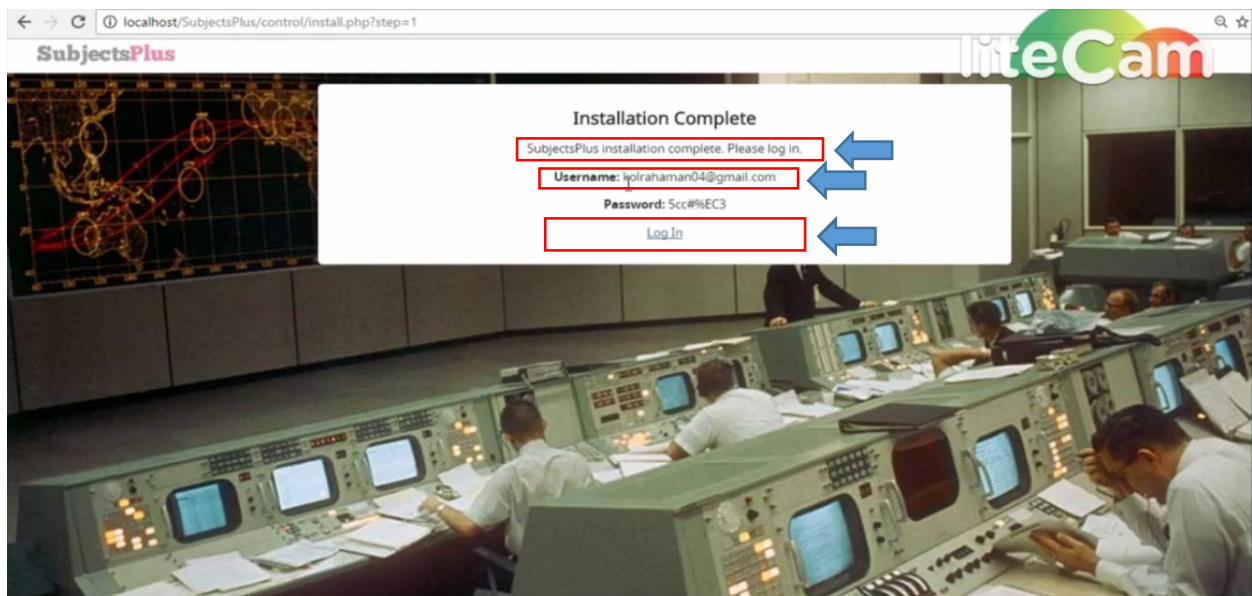 localhost/SubjectsPlus/control/install.php?step=1
SubjectsPlus
liteCam
Installation Complete
SubjectsPlus installation complete. Please log in.
Username:
Password: 5cc#%EC3
Log In